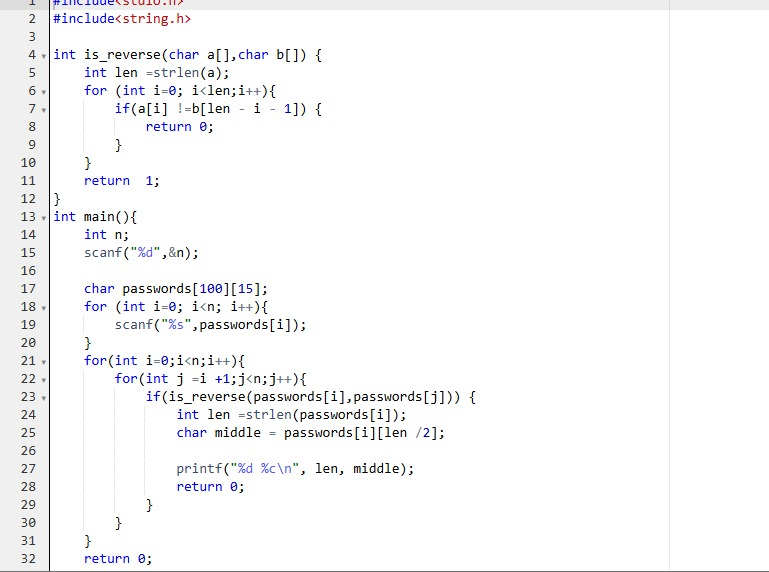 1 #include<stdio.h>
2 #include<string.h>
3
4 int is_reverse(char a[],char b[]) {
5 int len =strlen(a);
6 for (int i=0; i<len;i++){
7 if(a[i] !=b[len - i - 1]) {
8 return 0;
9 }
10 }
11 return  1;
12 }
13 int main(){
14 int n;
15 scanf("%d",&n);
16
17 char passwords[100][15];
18 for (int i=0; i<n; i++){
19 scanf("%s",passwords[i]);
20 }
21 for(int i=0;i<n;i++){
22 for(int j =i +1;j<n;j++){
23 if(is_reverse(passwords[i],passwords[j])) {
24 int len =strlen(passwords[i]);
25 char middle = passwords[i][len /2];
26
27 printf("%d %c\n", len, middle);
28 return 0;
29 }
30 }
31 }
32 return 0;